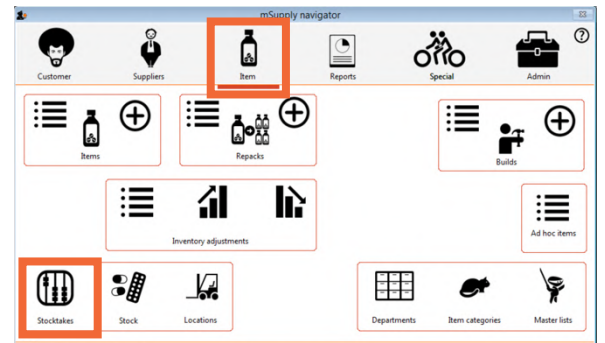 mSupply navigator
Customer
Suppliers
Item
Reports
Special
Admin
?
Items
Repacks
Builds
Inventory adjustments
Ad hoc items
Stocktakes
Stock
Locations
Departments
Item categories
Master lists